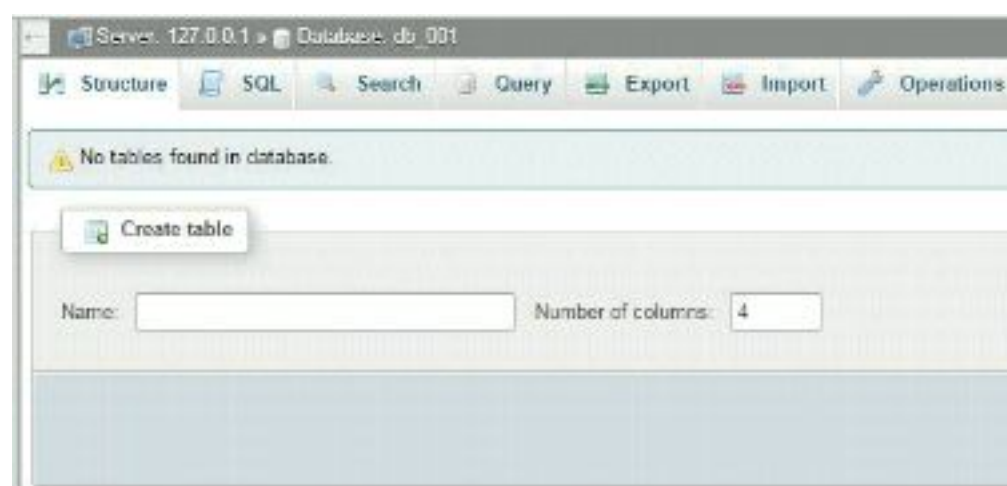 Server: 127.0.0.1 » Database: db_001
Structure SQL Search Query Export Import Operations
No tables found in database.
Create table
Name: Number of columns: 4